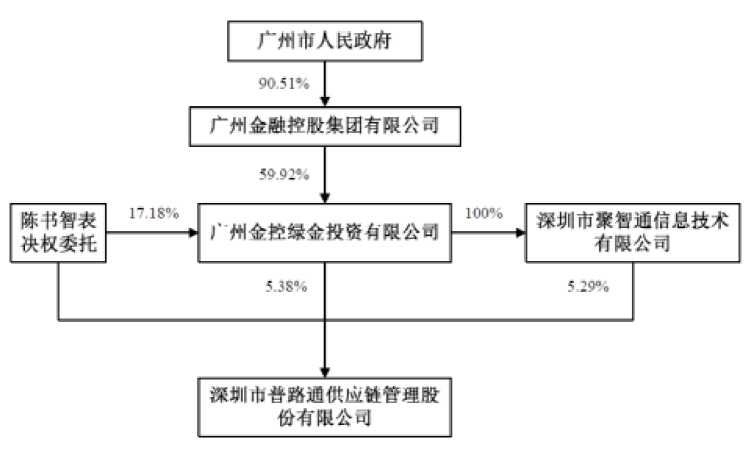 广州市人民政府
90.51%
广州金融控股集团有限公司
59.92%
陈书智表
决权委托
17.18%
广州金控绿金投资有限公司
100%
深圳市聚智通信息技术
有限公司
5.38%
5.29%
深圳市普路通供应链管理股
份有限公司